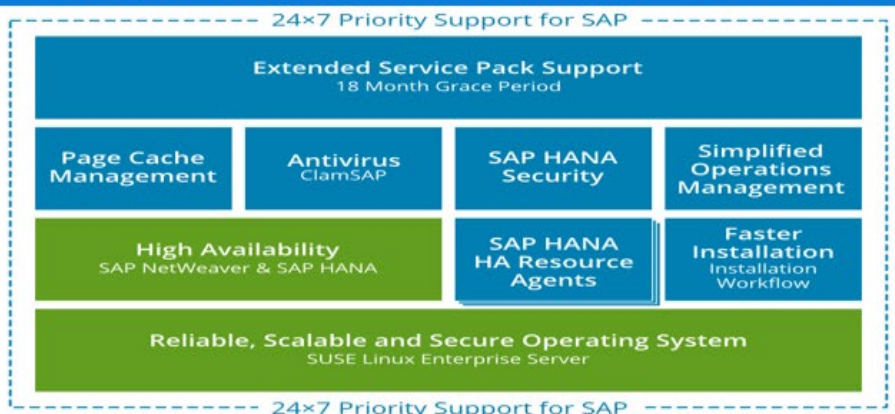 24×7 Priority Support for SAP
Extended Service Pack Support
18 Month Grace Period
Page Cache
Management
Antivirus
ClamSAP
SAP HANA
Security
Simplified
Operations
Management
High Availability
SAP NetWeaver & SAP HANA
SAP HANA
HA Resource
Agents
Faster
Installation
Installation
Workflow
Reliable, Scalable and Secure Operating System
SUSE Linux Enterprise Server
24×7 Priority Support for SAP